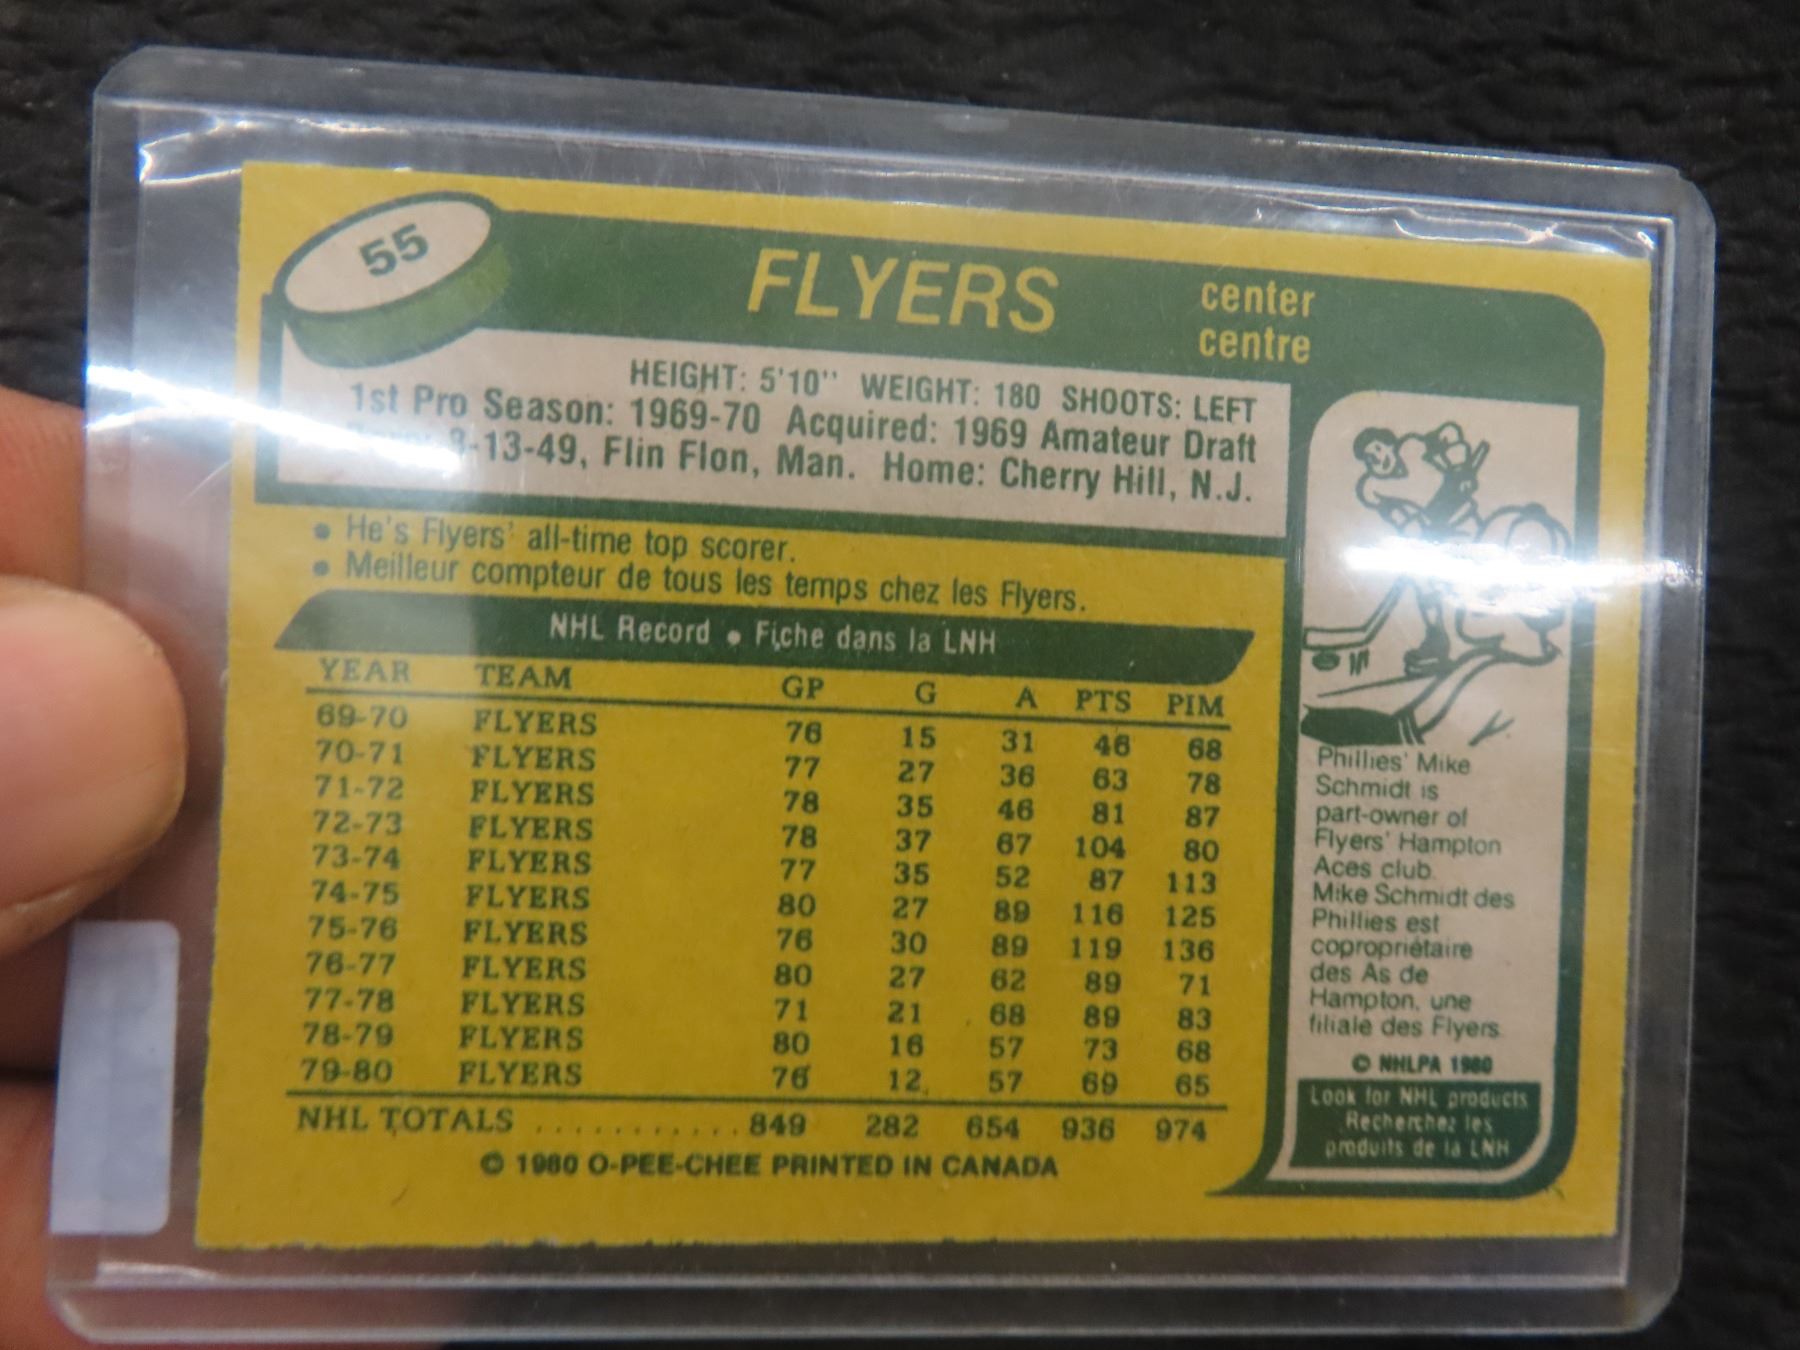 55
FLYERS
center
centre
HEIGHT: 5'10" WEIGHT: 180 SHOOTS: LEFT
1st Pro Season: 1969-70 Acquired: 1969 Amateur Draft
-13-49, Flin Flon, Man. Home: Cherry Hill, N.J.
• He's Flyers' all-time top scorer.
• Meilleur compteur de tous les temps chez les Flyers.
NHL Record • Fiche dans la LNH
YEAR TEAM GP G A PTS PIM
69-70 FLYERS 76 15 31 46 68
70-71 FLYERS 77 27 36 63 78
71-72 FLYERS 78 35 46 81 87
72-73 FLYERS 78 37 67 104 80
73-74 FLYERS 77 35 52 87 113
74-75 FLYERS 80 27 89 116 125
75-76 FLYERS 76 30 89 119 136
76-77 FLYERS 80 27 62 89 71
77-78 FLYERS 71 21 68 89 83
78-79 FLYERS 80 16 57 73 68
79-80 FLYERS 76 12 57 69 65
NHL TOTALS ............ 849 282 654 936 974
© 1980 O-PEE-CHEE PRINTED IN CANADA
Phillies' Mike
Schmidt is
part-owner of
Flyers' Hampton
Aces club.
Mike Schmidt des
Phillies est
copropriétaire
des As de
Hampton, une
filiale des Flyers.
© NHLPA 1980
Look for NHL products
Recherchez les
produits de la LNH